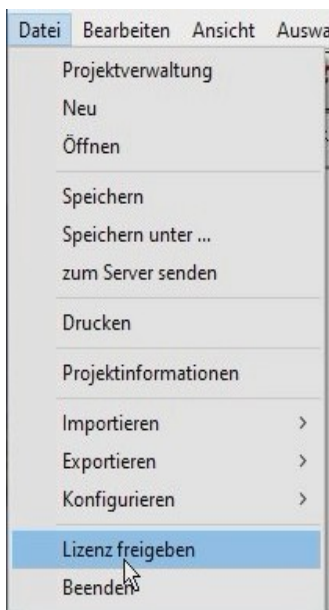 Datei Bearbeiten Ansicht
Projektverwaltung
Neu
Öffnen
Speichern
Speichern unter ...
zum Server senden
Drucken
Projektinformationen
Importieren >
Exportieren >
Konfigurieren >
Lizenz freigeben
Beenden